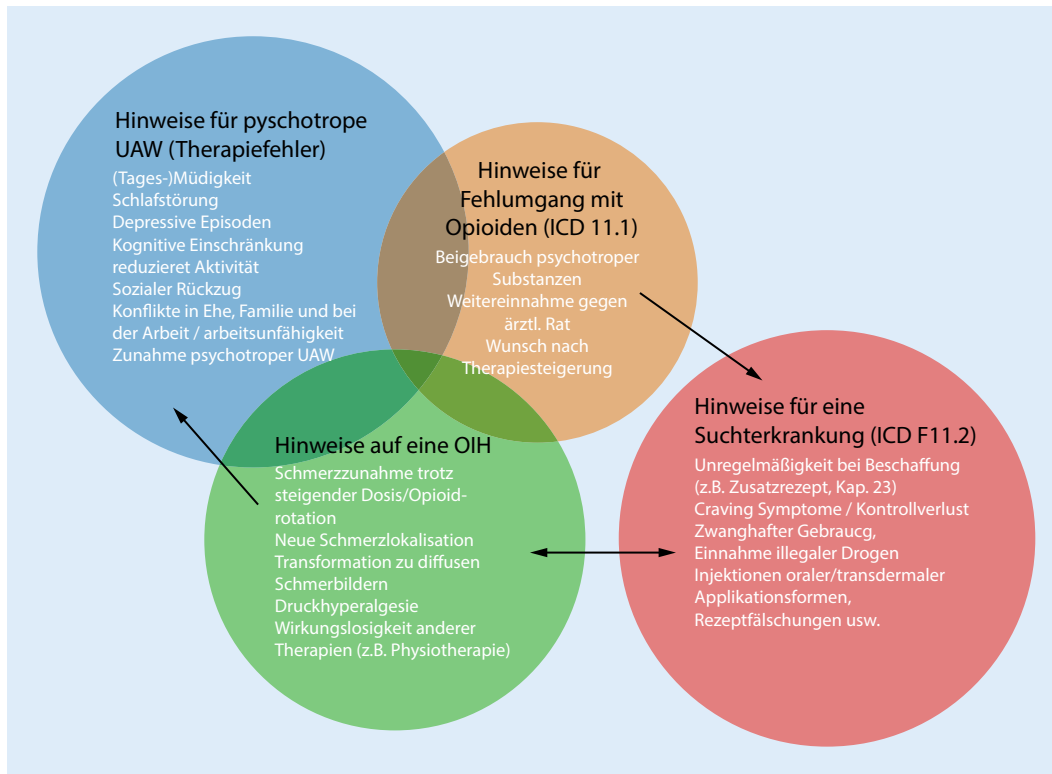 Hinweise für pyschotrope
UAW (Therapiefehler)
(Tages-)Müdigkeit
Schlafstörung
Depressive Episoden
Kognitive Einschränkung
reduzieret Aktivität
Sozialer Rückzug
Konflikte in Ehe, Familie und bei
der Arbeit / arbeitsunfähigkeit
Zunahme psychotroper UAW
Hinweise für
Fehlumgang mit
Opioiden (ICD 11.1)
Beigebrauch psychotroper
Substanzen
Weitereinnahme gegen
ärztl. Rat
Wunsch nach
Therapiesteigerung
Hinweise auf eine OIH
Schmerzzunahme trotz
steigender Dosis/Opioid-
rotation
Neue Schmerzlokalisation
Transformation zu diffusen
Schmerbildern
Druckhyperalgesie
Wirkungslosigkeit anderer
Therapien (z.B. Physiotherapie)
Hinweise für eine
Suchterkrankung (ICD F11.2)
Unregelmäßigkeit bei Beschaffung
(z.B. Zusatzrezept, Kap. 23)
Craving Symptome / Kontrollverlust
Zwanghafter Gebraucg,
Einnahme illegaler Drogen
Injektionen oraler/transdermaler
Applikationsformen,
Rezeptfälschungen usw.